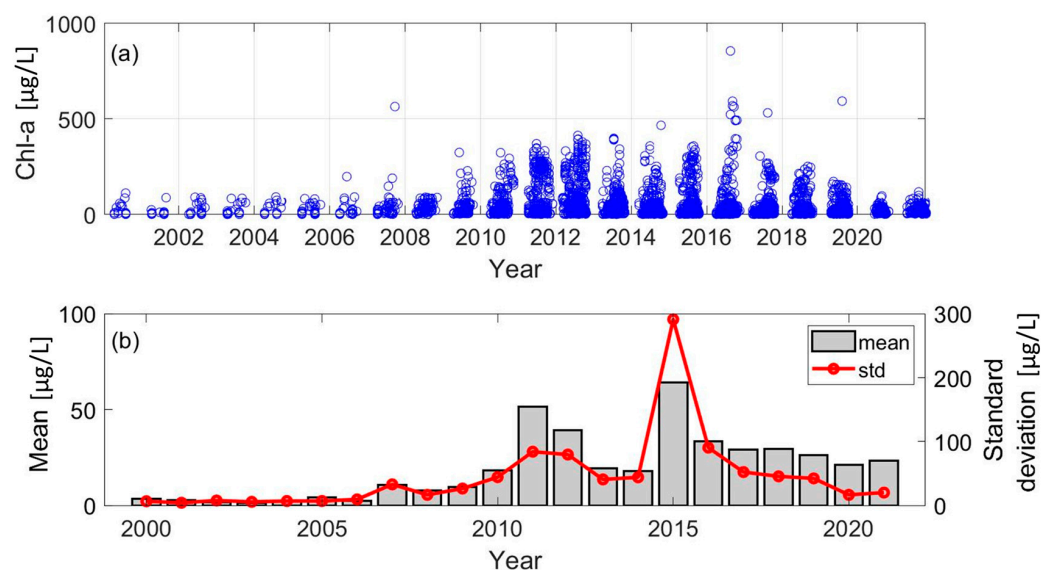 (a)
Chl-a [µg/L]
1000
500
0
2002 2004 2006 2008 2010 2012 2014 2016 2018 2020
Year
(b)
Mean [µg/L]
100
50
0
mean
std
300
200
100
0
Standard
deviation [µg/L]
2000 2005 2010 2015 2020
Year